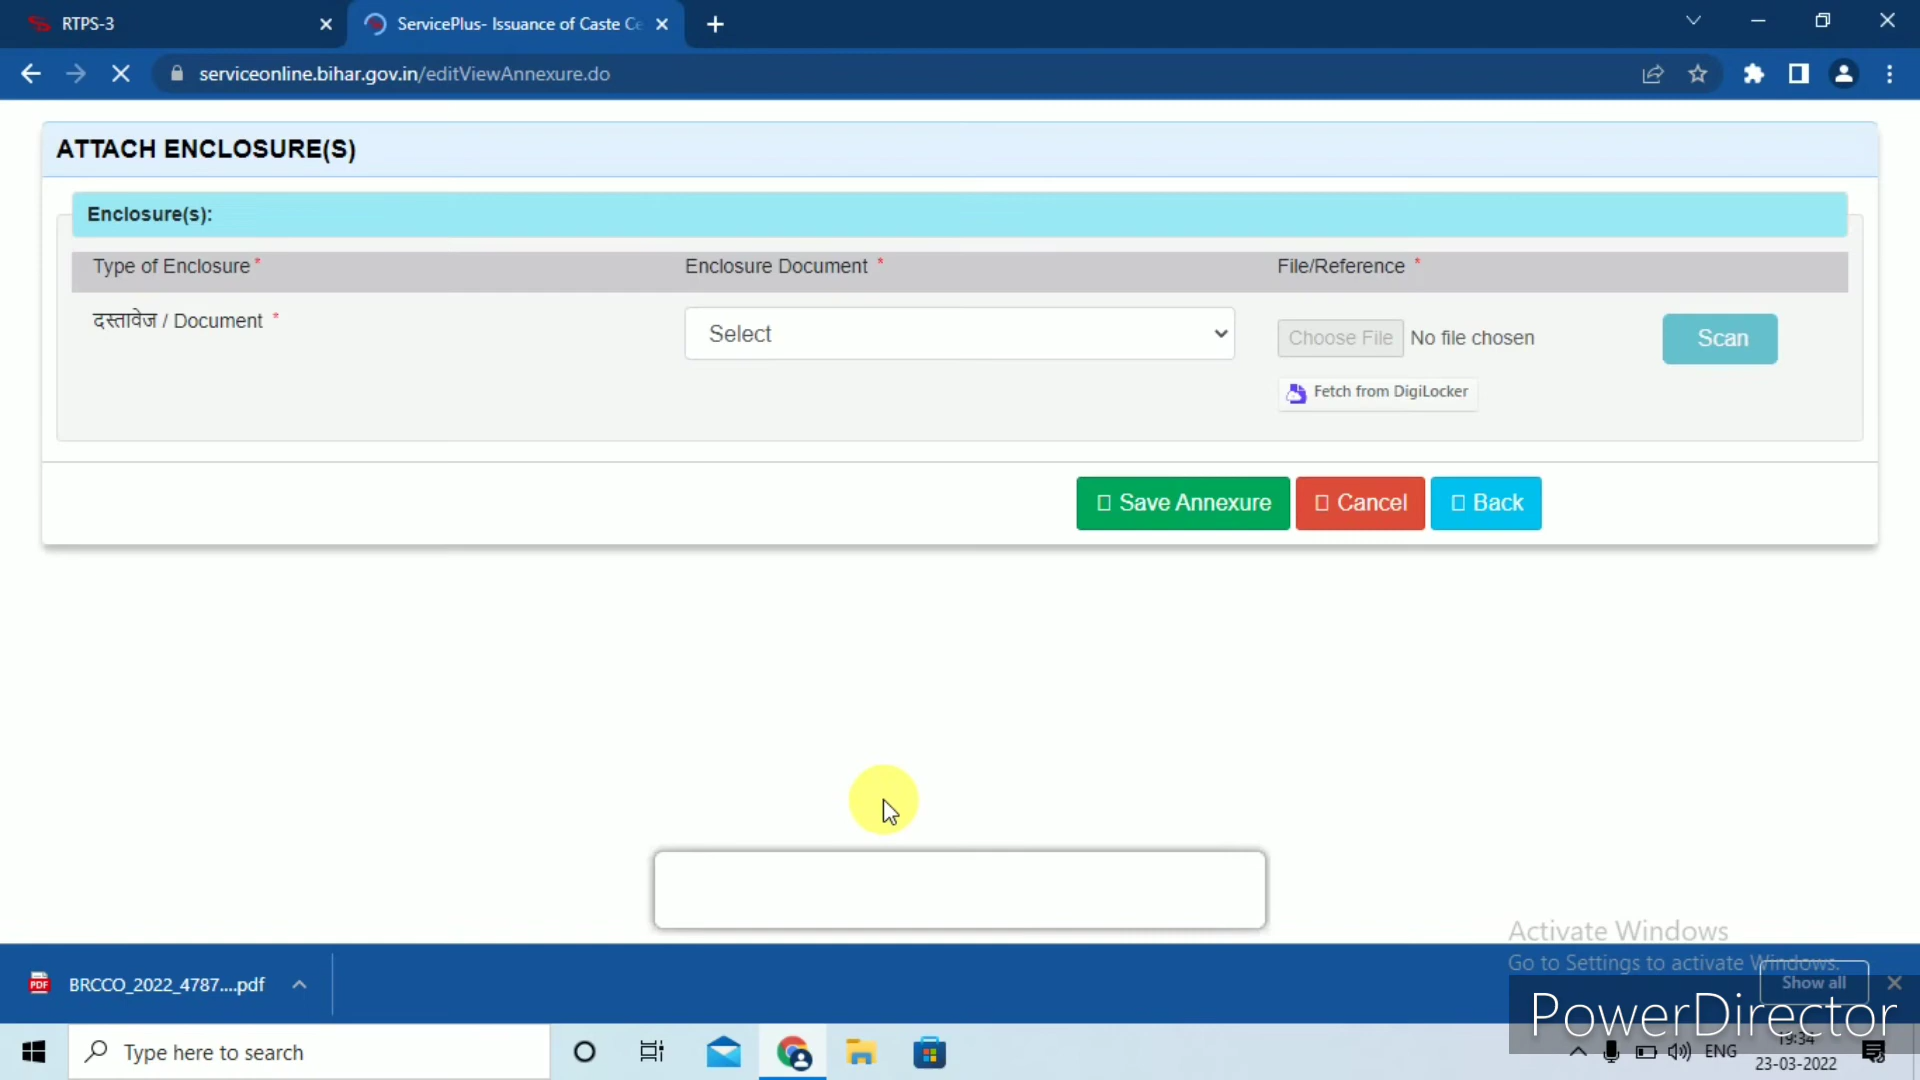 RTPS-3
ServicePlus- Issuance of Caste Ce
serviceonline.bihar.gov.in/editViewAnnexure.do
ATTACH ENCLOSURE(S)
Enclosure(s):
Type of Enclosure * Enclosure Document * File/Reference *
दस्तावेज / Document * Select Choose File No file chosen Scan
Fetch from DigiLocker
Save Annexure Cancel Back
Activate Windows
Go to Settings to activate Windows.
BRCCO_2022_4787....pdf Show all
PowerDirector
Type here to search ENG 19:34
23-03-2022